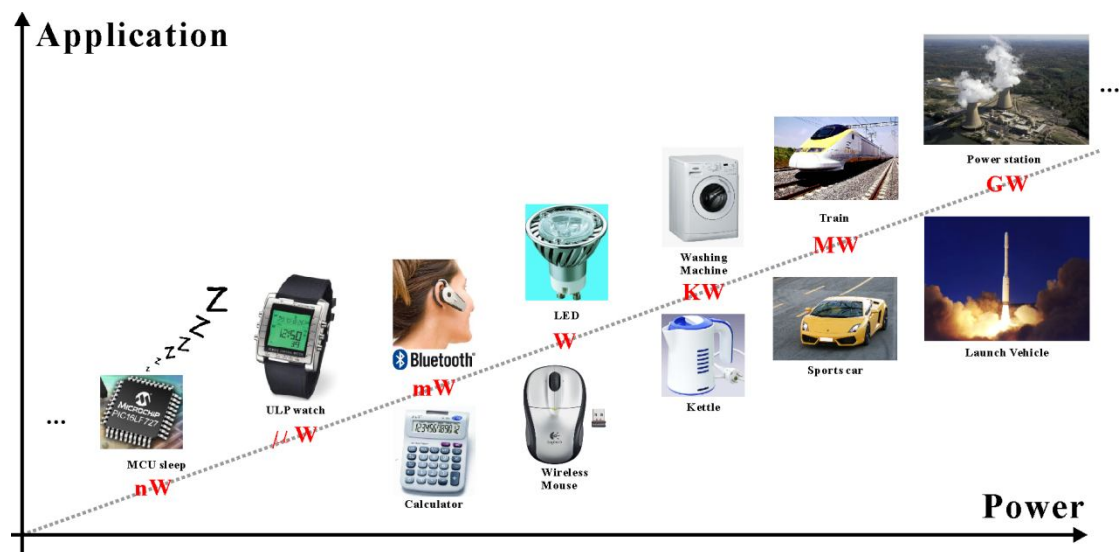 Application
...
Power station
GW
Train
MW
Washing
Machine
KW
LED
W
Bluetooth®
mW
ULP watch
W
z z z z z Z Z
MICROCHIP
PIC16LF727
...
MCU sleep
nW
Calculator
Wireless
Mouse
Kettle
Sports car
Launch Vehicle
...
Power